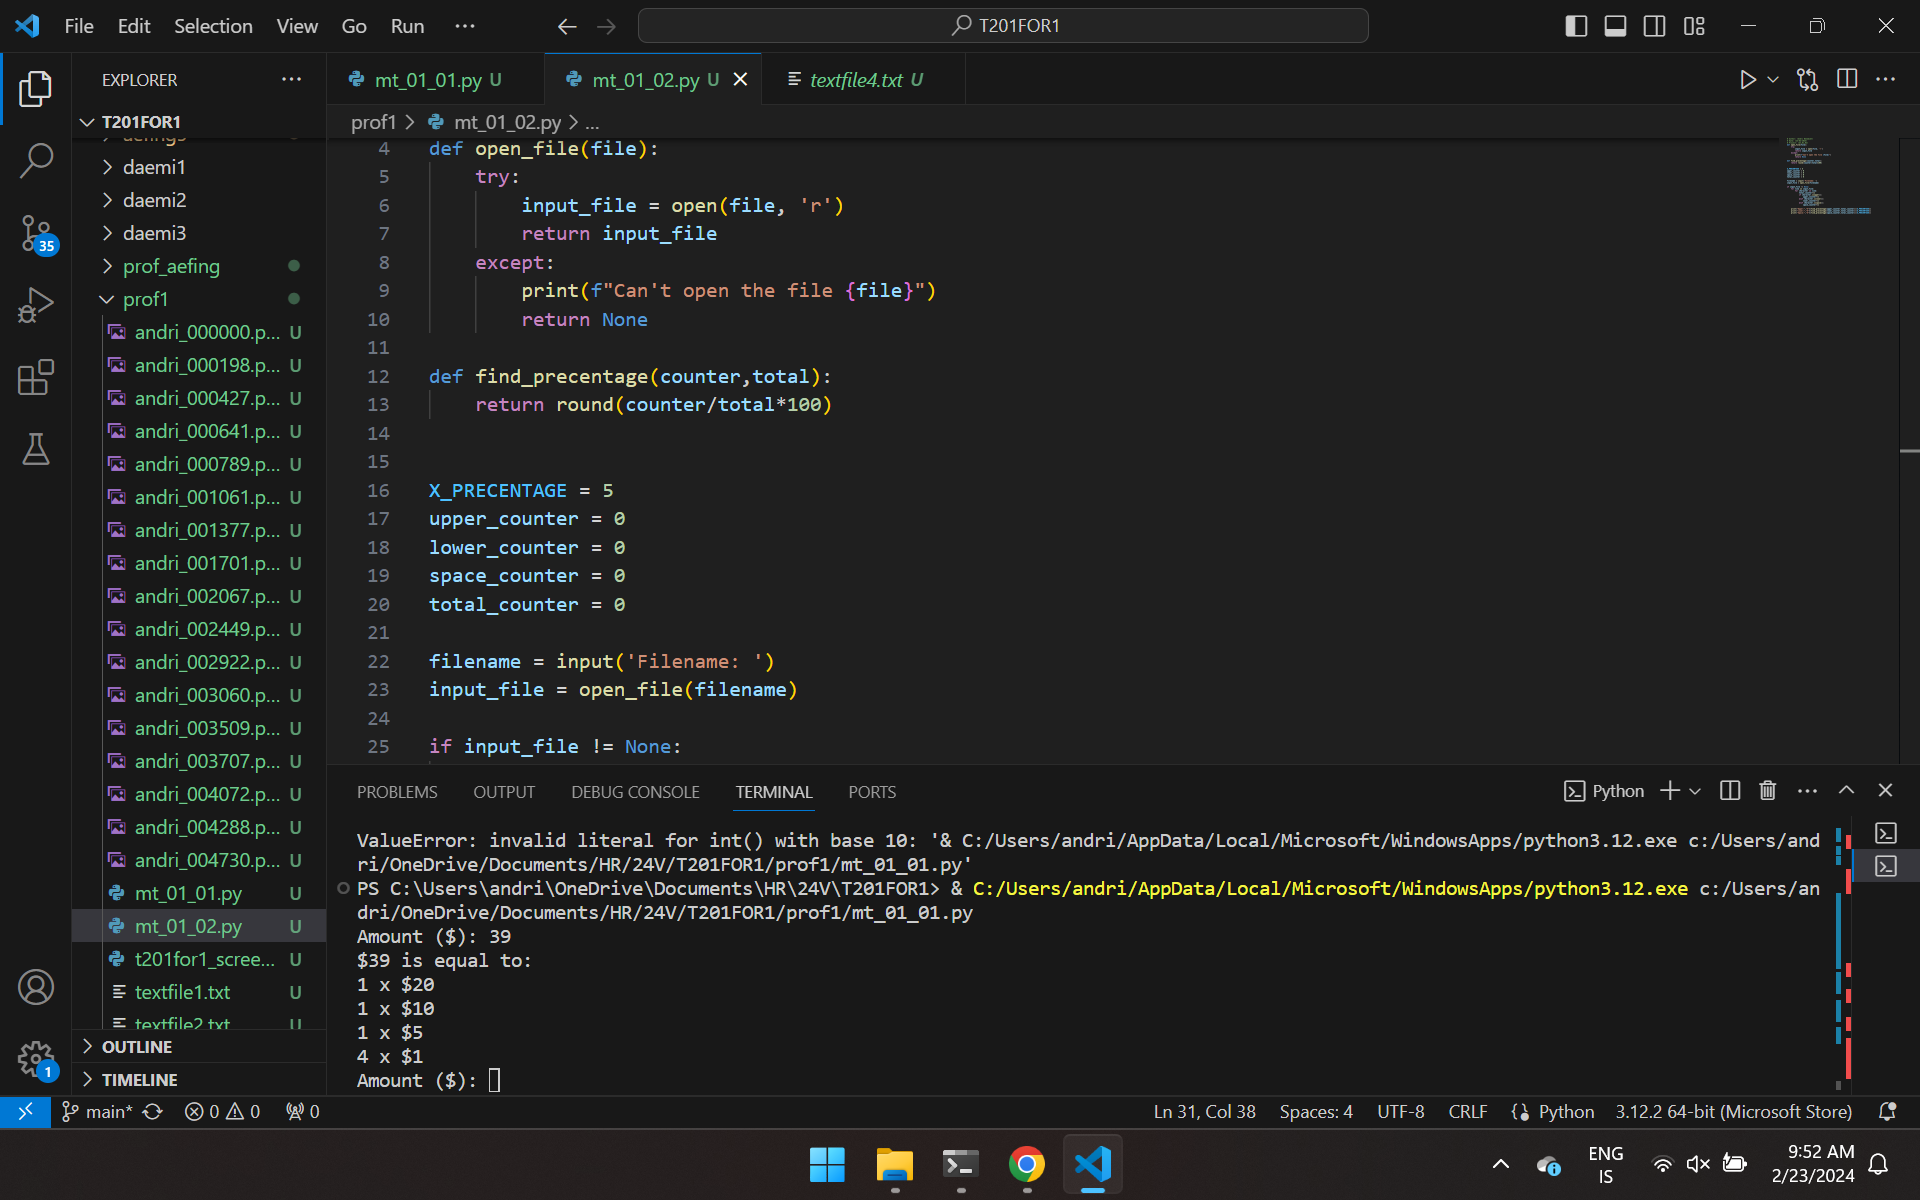 File Edit Selection View Go Run ···
T201FOR1
EXPLORER ···
T201FOR1
daemi1
daemi2
daemi3
prof_aefing
prof1
andri_000000.p... U
andri_000198.p... U
andri_000427.p... U
andri_000641.p... U
andri_000789.p... U
andri_001061.p... U
andri_001377.p... U
andri_001701.p... U
andri_002067.p... U
andri_002449.p... U
andri_002922.p... U
andri_003060.p... U
andri_003509.p... U
andri_003707.p... U
andri_004072.p... U
andri_004288.p... U
andri_004730.p... U
mt_01_01.py U
mt_01_02.py U
t201for1_scree... U
textfile1.txt U
textfile2.txt U
OUTLINE
TIMELINE
35
1
mt_01_01.py U mt_01_02.py U textfile4.txt U
prof1 > mt_01_02.py > ...
4 def open_file(file):
5 try:
6 input_file = open(file, 'r')
7 return input_file
8 except:
9 print(f"Can't open the file {file}")
10 return None
11
12 def find_precentage(counter,total):
13 return round(counter/total*100)
14
15
16 X_PRECENTAGE = 5
17 upper_counter = 0
18 lower_counter = 0
19 space_counter = 0
20 total_counter = 0
21
22 filename = input('Filename: ')
23 input_file = open_file(filename)
24
25 if input_file != None:
PROBLEMS OUTPUT DEBUG CONSOLE TERMINAL PORTS
Python
ValueError: invalid literal for int() with base 10: '& C:/Users/andri/AppData/Local/Microsoft/WindowsApps/python3.12.exe c:/Users/and
ri/OneDrive/Documents/HR/24V/T201FOR1/prof1/mt_01_01.py'
PS C:\Users\andri\OneDrive\Documents\HR\24V\T201FOR1> & C:/Users/andri/AppData/Local/Microsoft/WindowsApps/python3.12.exe c:/Users/an
dri/OneDrive/Documents/HR/24V/T201FOR1/prof1/mt_01_01.py
Amount ($): 39
$39 is equal to:
1 x $20
1 x $10
1 x $5
4 x $1
Amount ($):
main* 0 0 0
Ln 31, Col 38 Spaces: 4 UTF-8 CRLF Python 3.12.2 64-bit (Microsoft Store)
ENG
IS
9:52 AM
2/23/2024